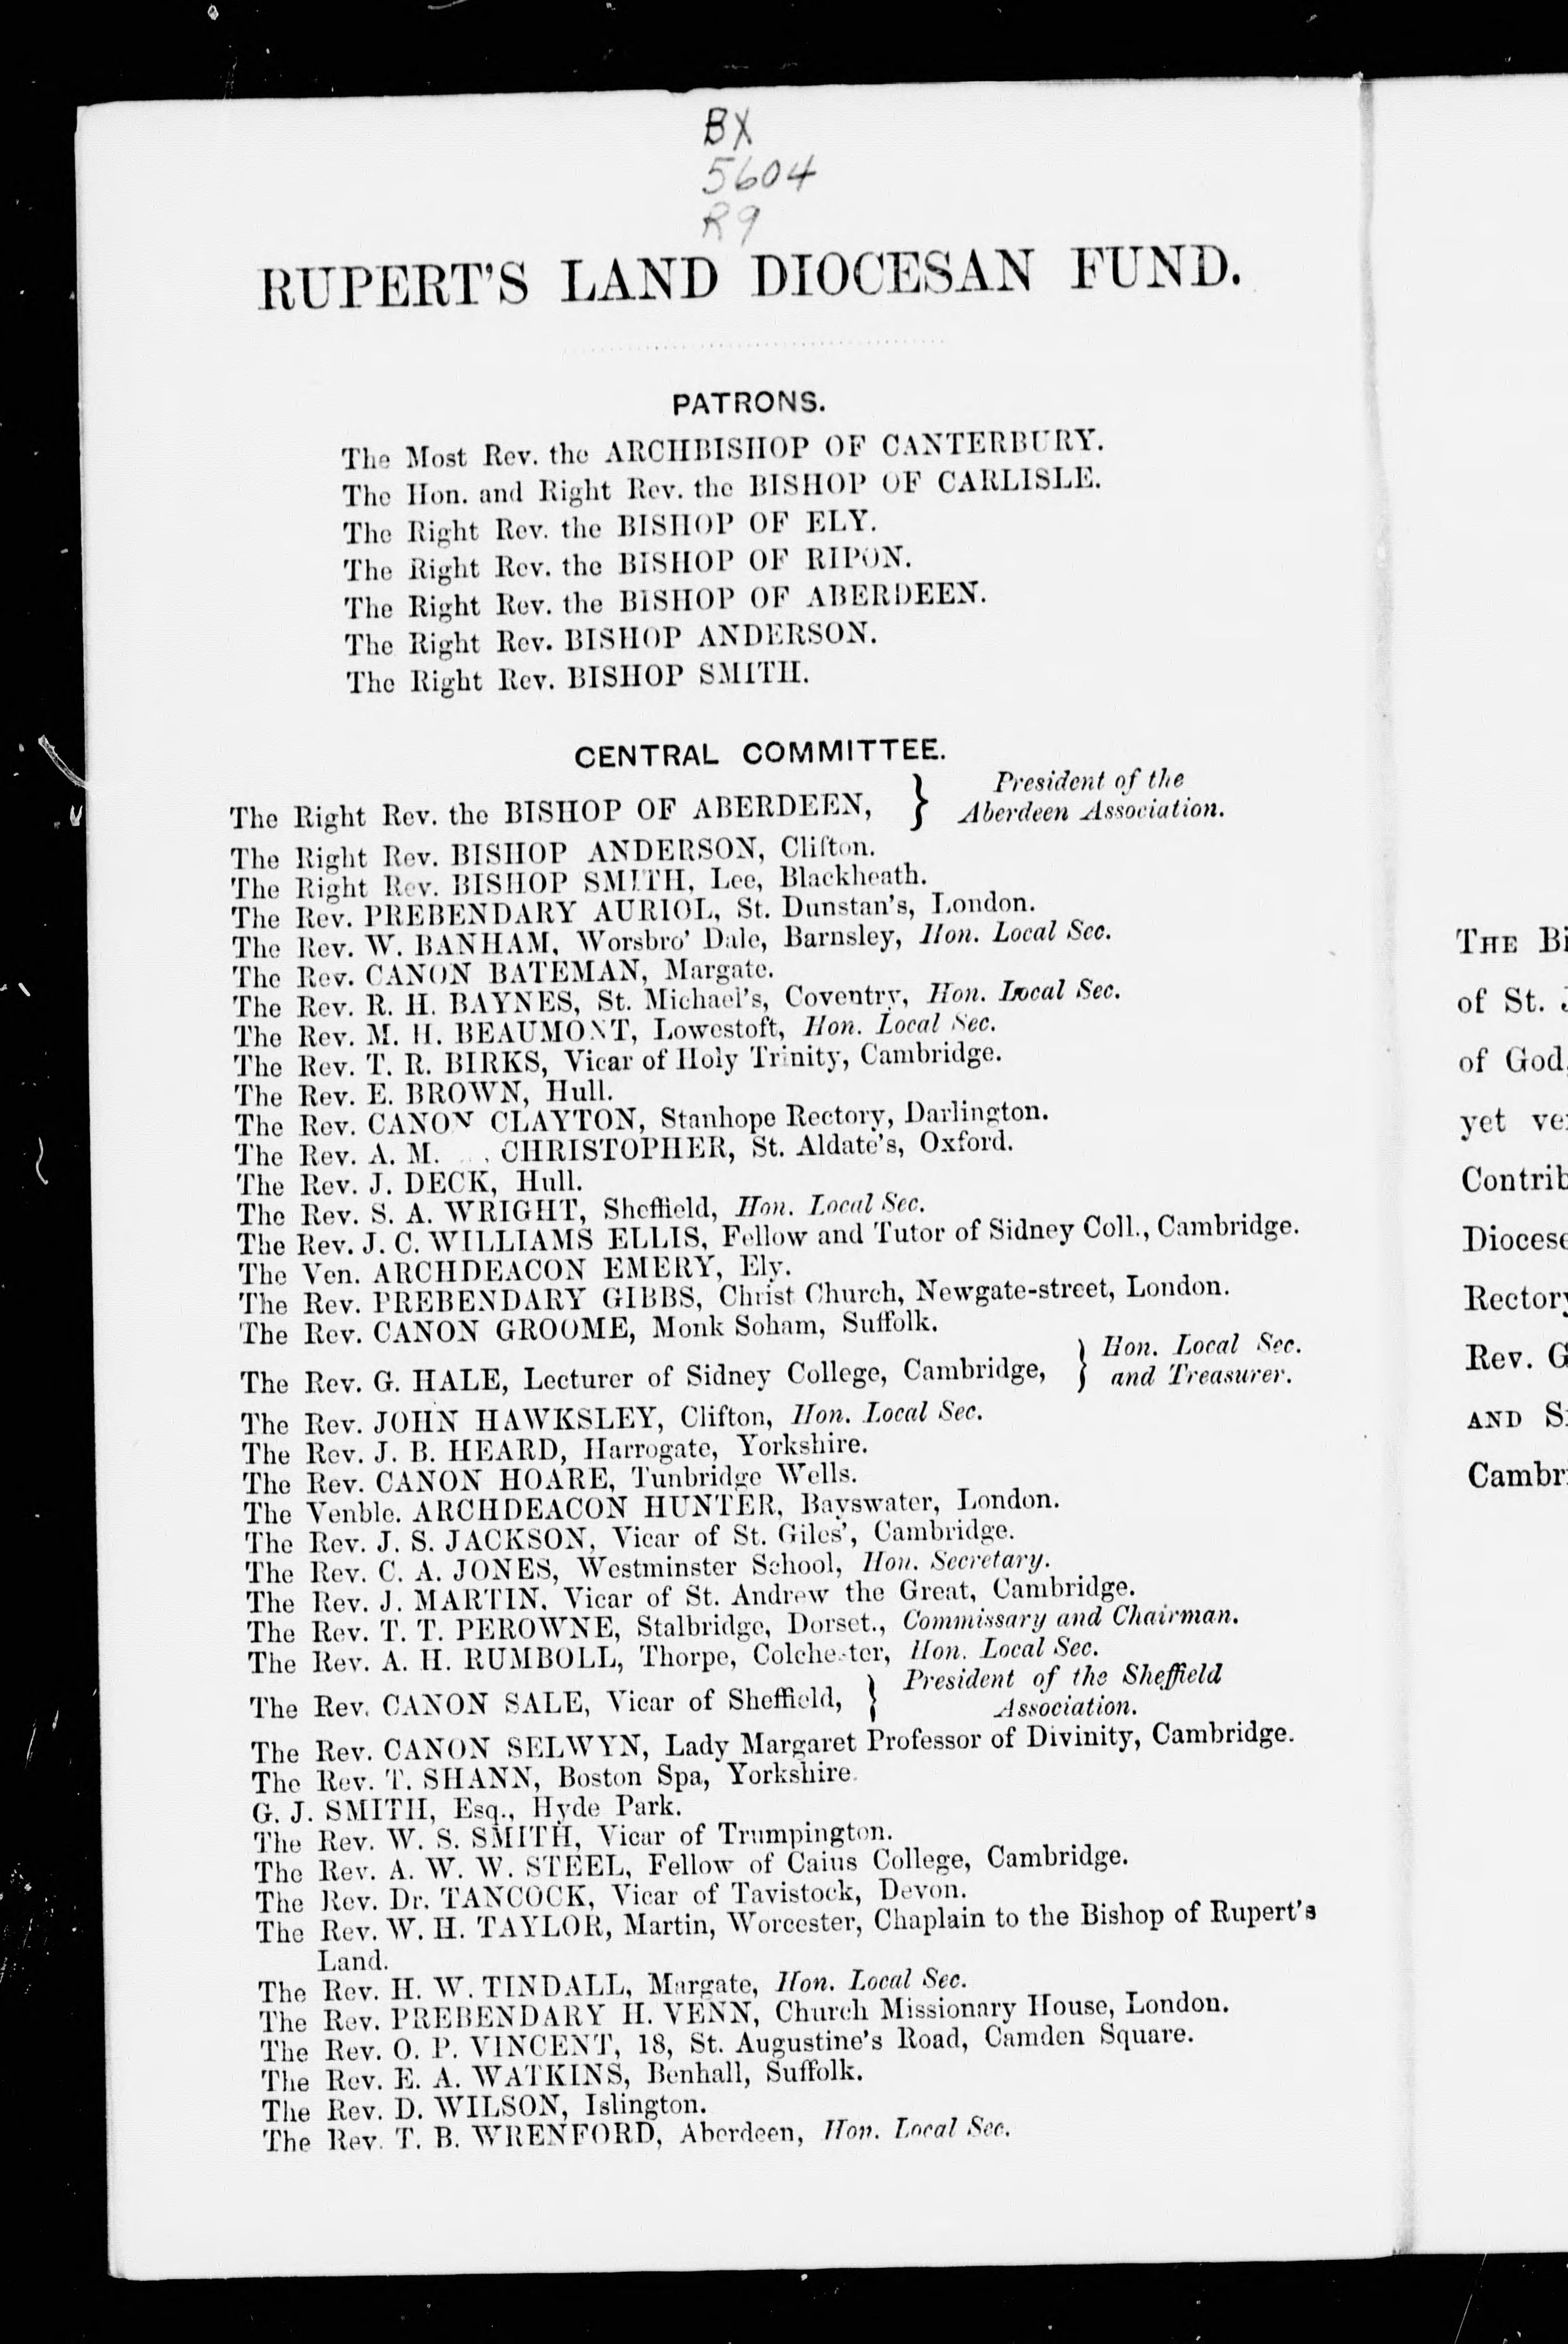 BX
5604
R9
RUPERT'S LAND DIOCESAN FUND.
PATRONS.
The Most Rev. the ARCHBISHOP OF CANTERBURY.
The Hon. and Right Rev. the BISHOP OF CARLISLE.
The Right Rev. the BISHOP OF ELY.
The Right Rev. the BISHOP OF RIPON.
The Right Rev. the BISHOP OF ABERDEEN.
The Right Rev. BISHOP ANDERSON.
The Right Rev. BISHOP SMITH.
CENTRAL COMMITTEE.
The Right Rev. the BISHOP OF ABERDEEN, } President of the
Aberdeen Association.
The Right Rev. BISHOP ANDERSON, Clifton.
The Right Rev. BISHOP SMITH, Lee, Blackheath.
The Rev. PREBENDARY AURIOL, St. Dunstan's, London.
The Rev. W. BANHAM, Worsbro' Dale, Barnsley, Hon. Local Sec.
The Rev. CANON BATEMAN, Margate.
The Rev. R. H. BAYNES, St. Michael's, Coventry, Hon. Local Sec.
The Rev. M. H. BEAUMONT, Lowestoft, Hon. Local Sec.
The Rev. T. R. BIRKS, Vicar of Holy Trinity, Cambridge.
The Rev. E. BROWN, Hull.
The Rev. CANON CLAYTON, Stanhope Rectory, Darlington.
The Rev. A. M. CHRISTOPHER, St. Aldate's, Oxford.
The Rev. J. DECK, Hull.
The Rev. S. A. WRIGHT, Sheffield, Hon. Local Sec.
The Rev. J. C. WILLIAMS ELLIS, Fellow and Tutor of Sidney Coll., Cambridge.
The Ven. ARCHDEACON EMERY, Ely.
The Rev. PREBENDARY GIBBS, Christ Church, Newgate-street, London.
The Rev. CANON GROOME, Monk Soham, Suffolk.
The Rev. G. HALE, Lecturer of Sidney College, Cambridge, } Hon. Local Sec.
and Treasurer.
The Rev. JOHN HAWKSLEY, Clifton, Hon. Local Sec.
The Rev. J. B. HEARD, Harrogate, Yorkshire.
The Rev. CANON HOARE, Tunbridge Wells.
The Venble. ARCHDEACON HUNTER, Bayswater, London.
The Rev. J. S. JACKSON, Vicar of St. Giles', Cambridge.
The Rev. C. A. JONES, Westminster School, Hon. Secretary.
The Rev. J. MARTIN, Vicar of St. Andrew the Great, Cambridge.
The Rev. T. T. PEROWNE, Stalbridge, Dorset., Commissary and Chairman.
The Rev. A. H. RUMBOLL, Thorpe, Colchester, Hon. Local Sec.
The Rev. CANON SALE, Vicar of Sheffield, } President of the Sheffield
Association.
The Rev. CANON SELWYN, Lady Margaret Professor of Divinity, Cambridge.
The Rev. T. SHANN, Boston Spa, Yorkshire.
G. J. SMITH, Esq., Hyde Park.
The Rev. W. S. SMITH, Vicar of Trumpington.
The Rev. A. W. W. STEEL, Fellow of Caius College, Cambridge.
The Rev. Dr. TANCOCK, Vicar of Tavistock, Devon.
The Rev. W. H. TAYLOR, Martin, Worcester, Chaplain to the Bishop of Rupert's
Land.
The Rev. H. W. TINDALL, Margate, Hon. Local Sec.
The Rev. PREBENDARY H. VENN, Church Missionary House, London.
The Rev. O. P. VINCENT, 18, St. Augustine's Road, Camden Square.
The Rev. E. A. WATKINS, Benhall, Suffolk.
The Rev. D. WILSON, Islington.
The Rev. T. B. WRENFORD, Aberdeen, Hon. Local Sec.
THE Bi
of St.
of God,
yet ve
Contrib
Diocese
Rectory
Rev. G
AND S
Cambr